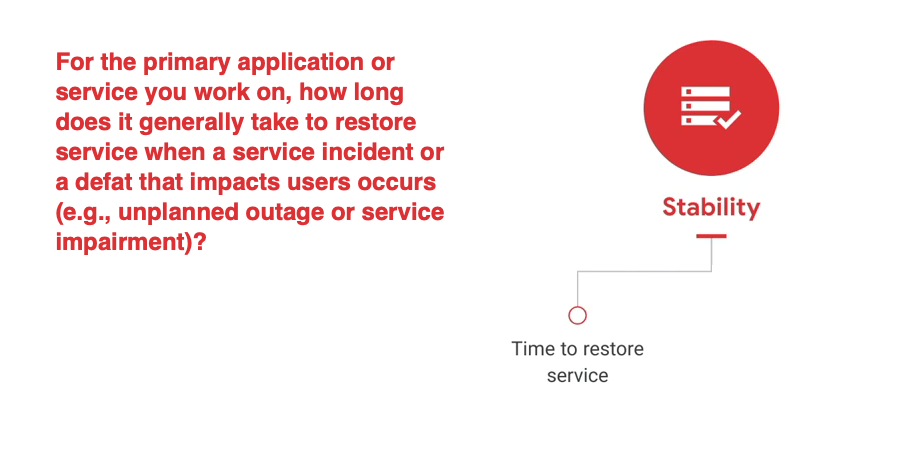 For the primary application or
service you work on, how long
does it generally take to restore
service when a service incident or
a defat that impacts users occurs
(e.g., unplanned outage or service
impairment)?
Stability
Time to restore
service